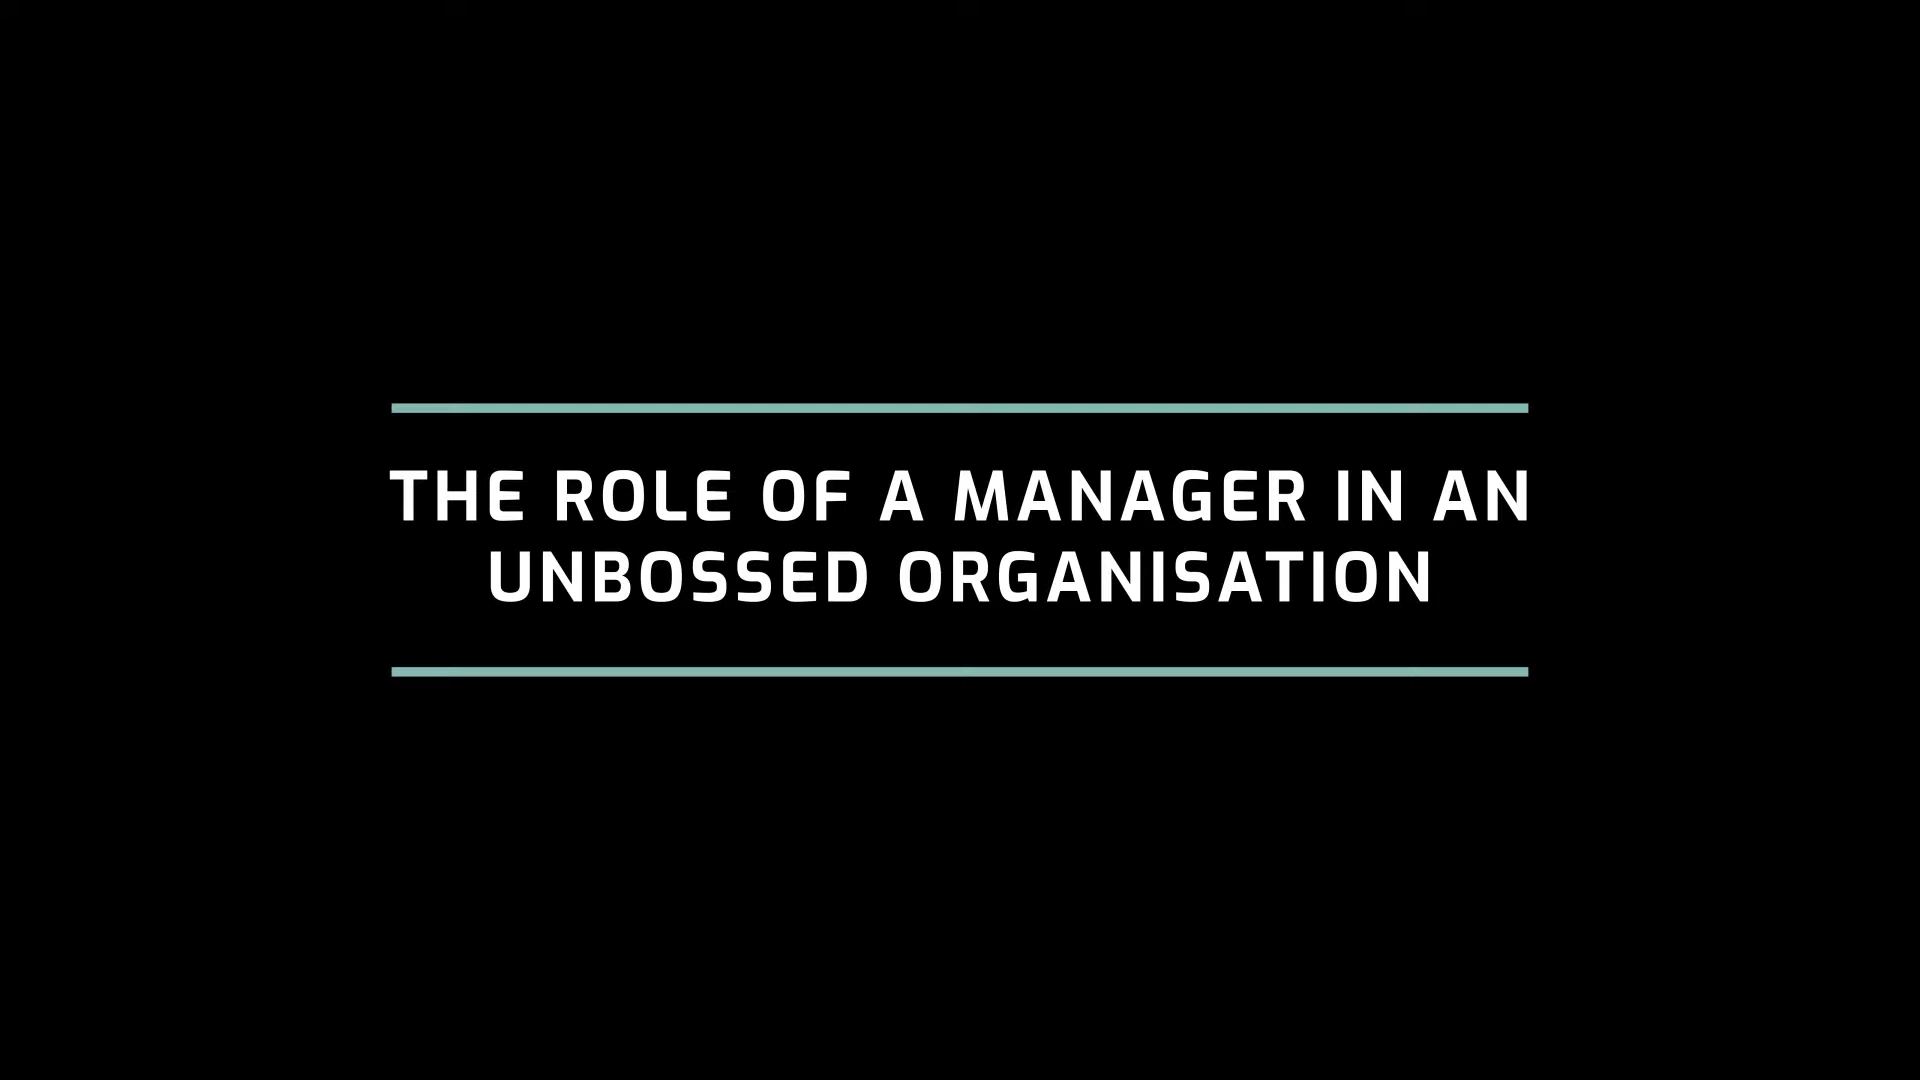 THE ROLE OF A MANAGER IN AN
UNBOSSED ORGANISATION